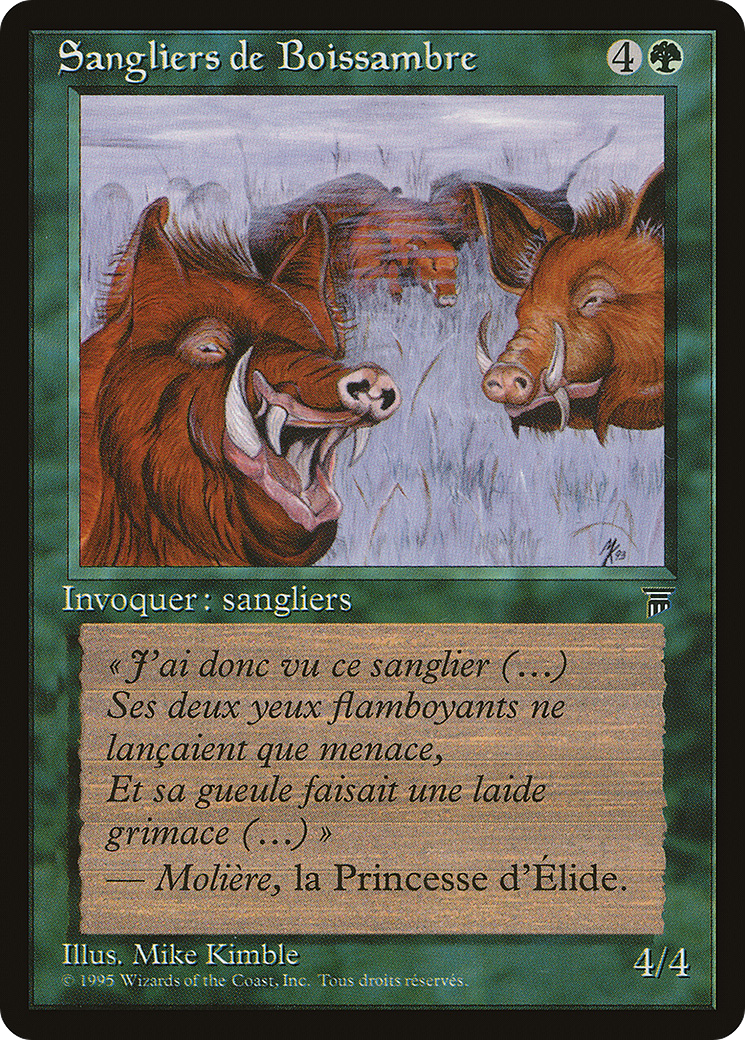 Sangliers de Boissambre 4
Invoquer : sangliers
« J'ai donc vu ce sanglier (...)
Ses deux yeux flamboyants ne
lançaient que menace,
Et sa gueule faisait une laide
grimace (...) »
— Molière, la Princesse d'Élide.
Illus. Mike Kimble
4/4
© 1995 Wizards of the Coast, Inc. Tous droits réservés.
MK 93